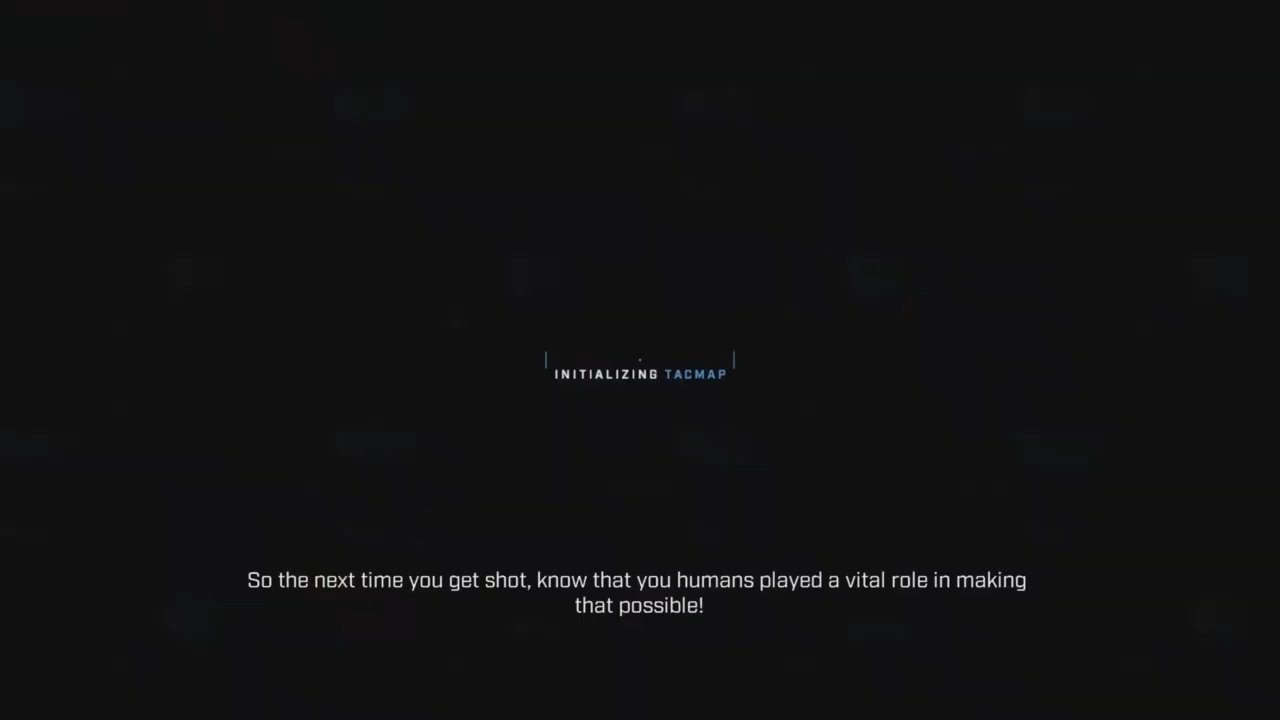 INITIALIZING TACMAP
So the next time you get shot, know that you humans played a vital role in making
that possible!